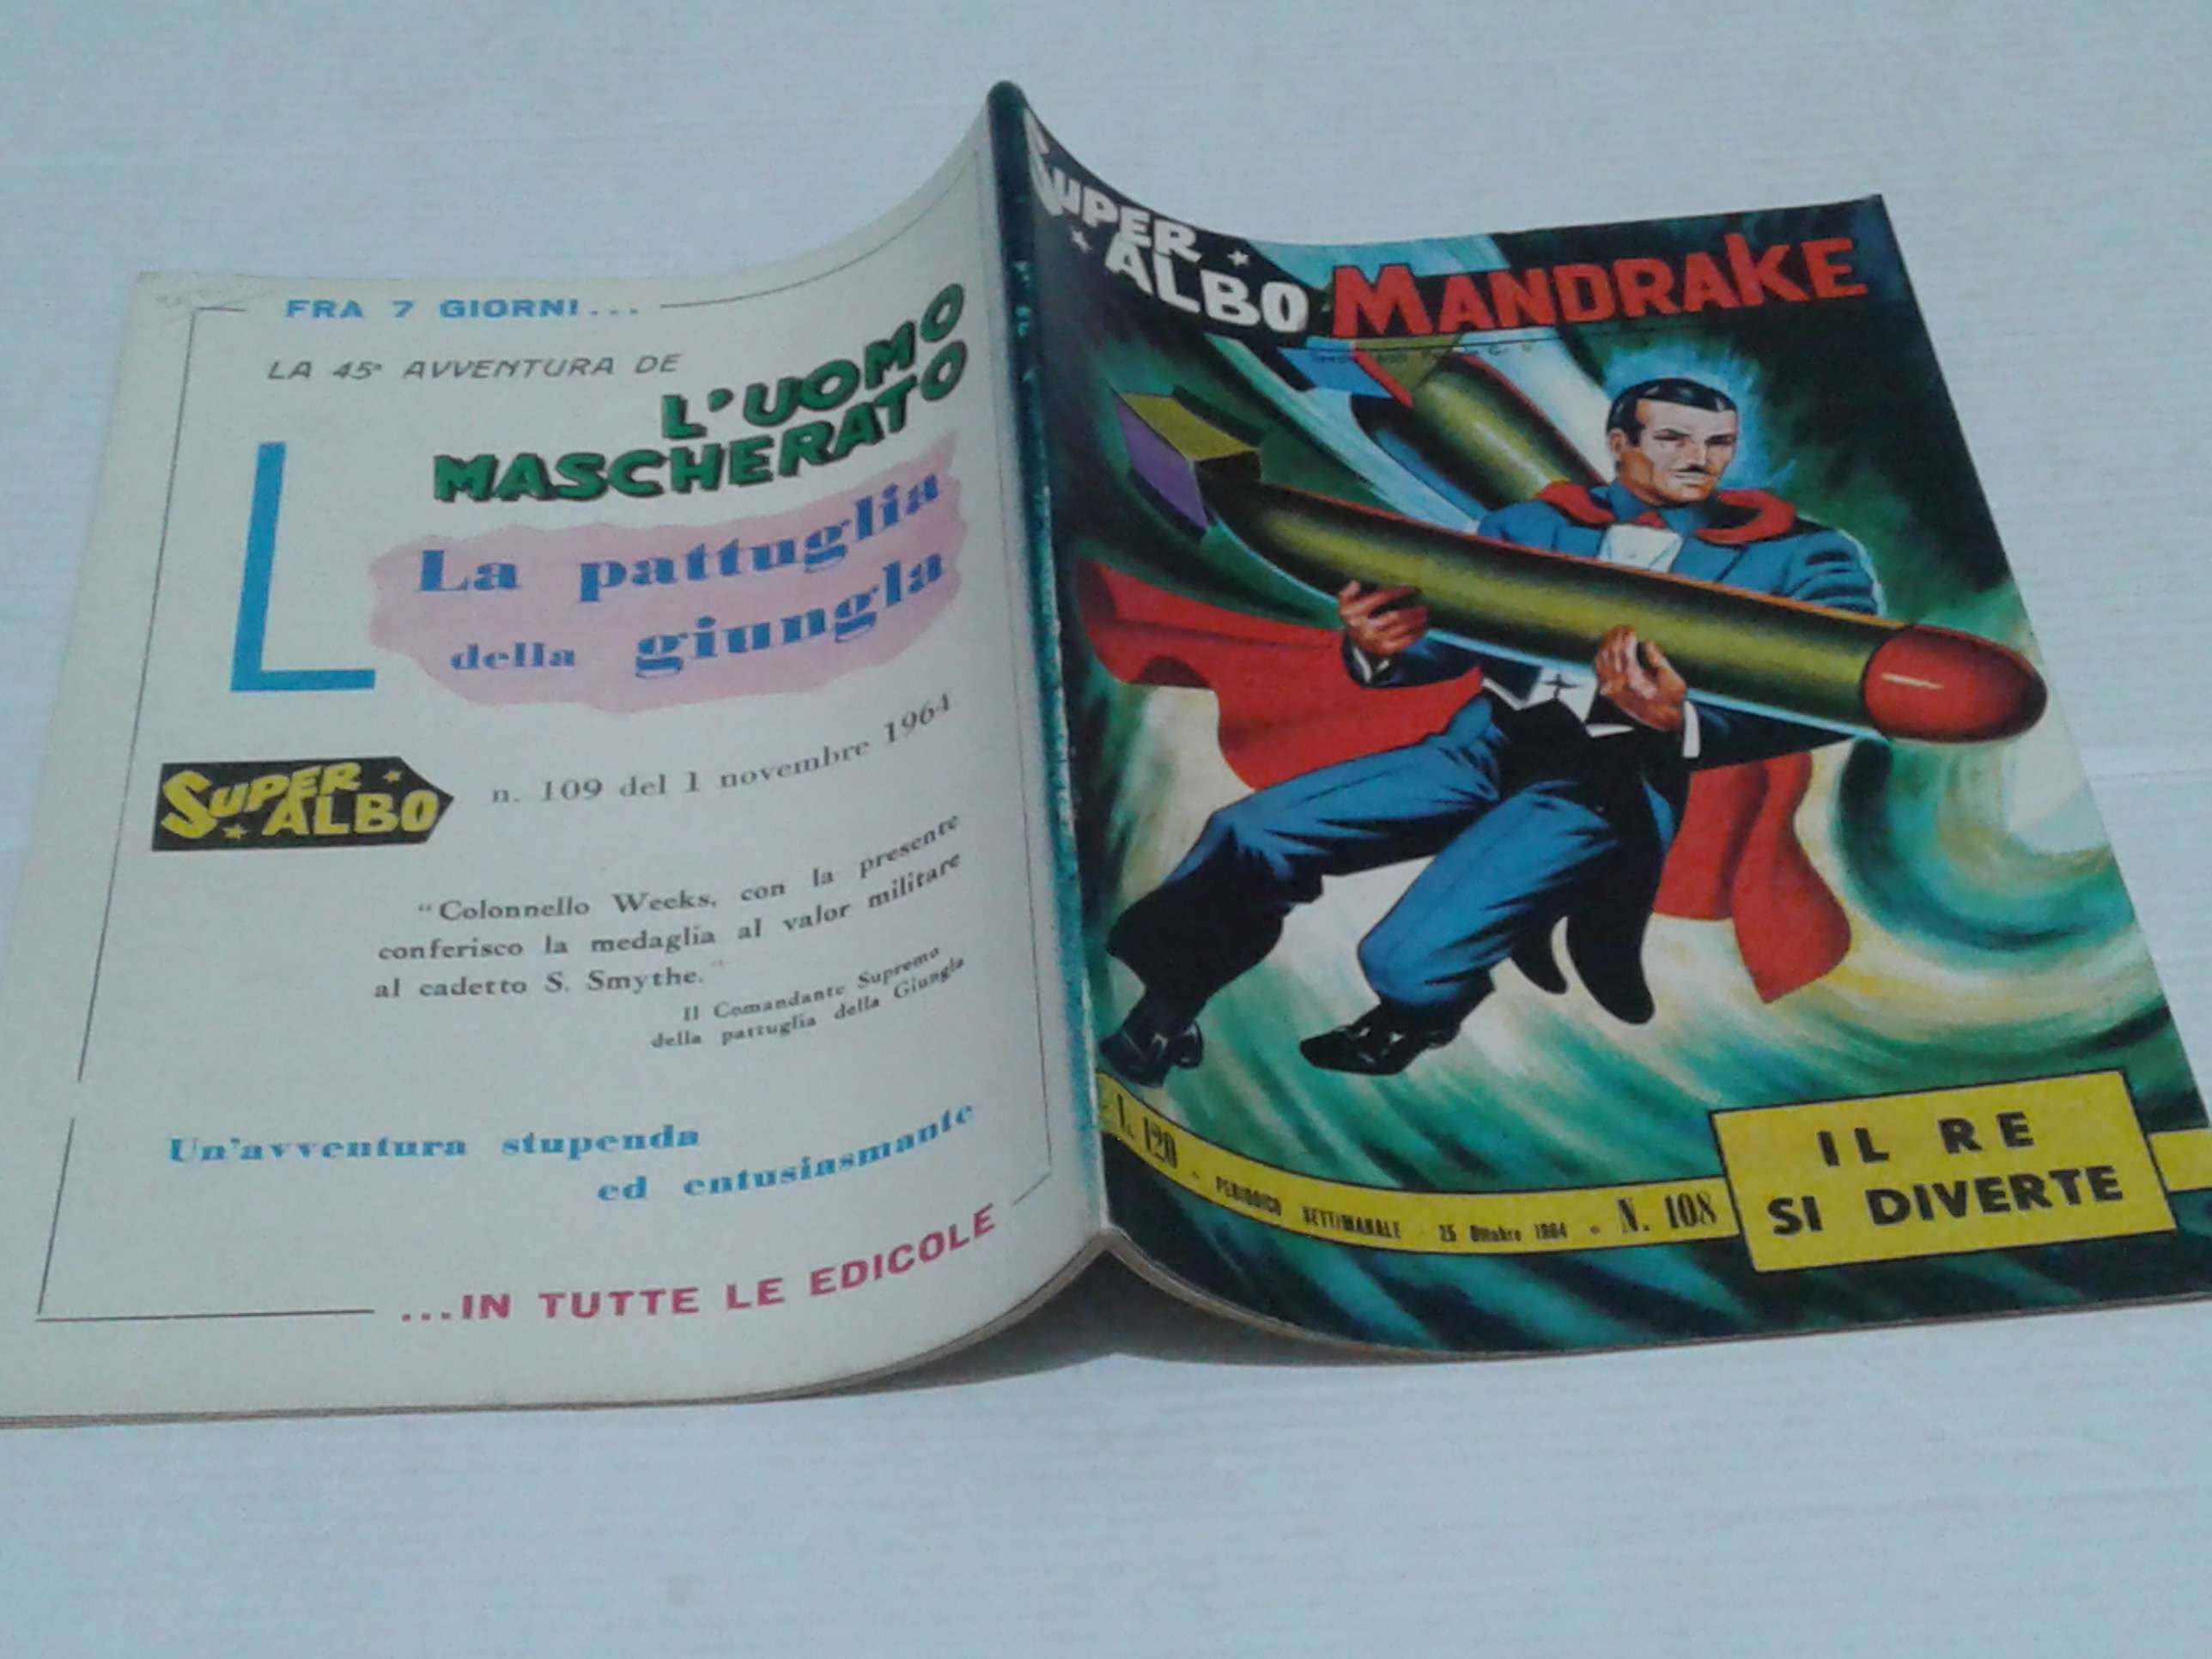 FRA 7 GIORNI...
LA 45ª AVVENTURA DE
L'UOMO
MASCHERATO
L
La pattuglia
della giungla
SUPER
ALBO
n. 109 del 1 novembre 1964
"Colonnello Weeks, con la presente
conferisco la medaglia al valor militare
al cadetto S. Smythe."
Il Comandante Supremo
della pattuglia della Giungla
Un'avventura stupenda
ed entusiasmante
...IN TUTTE LE EDICOLE
SUPER
ALBO
MANDRAKE
L. 120 - PERIODICO SETTIMANALE - 25 Ottobre 1964 - N. 108
IL RE
SI DIVERTE